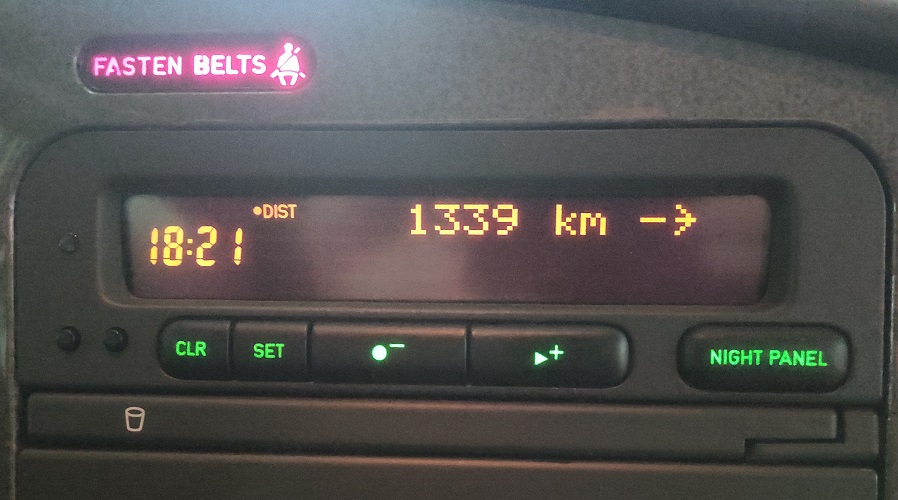 FASTEN BELTS
•DIST
1339 km →
18:21
CLR
SET
●−
▶+
NIGHT PANEL